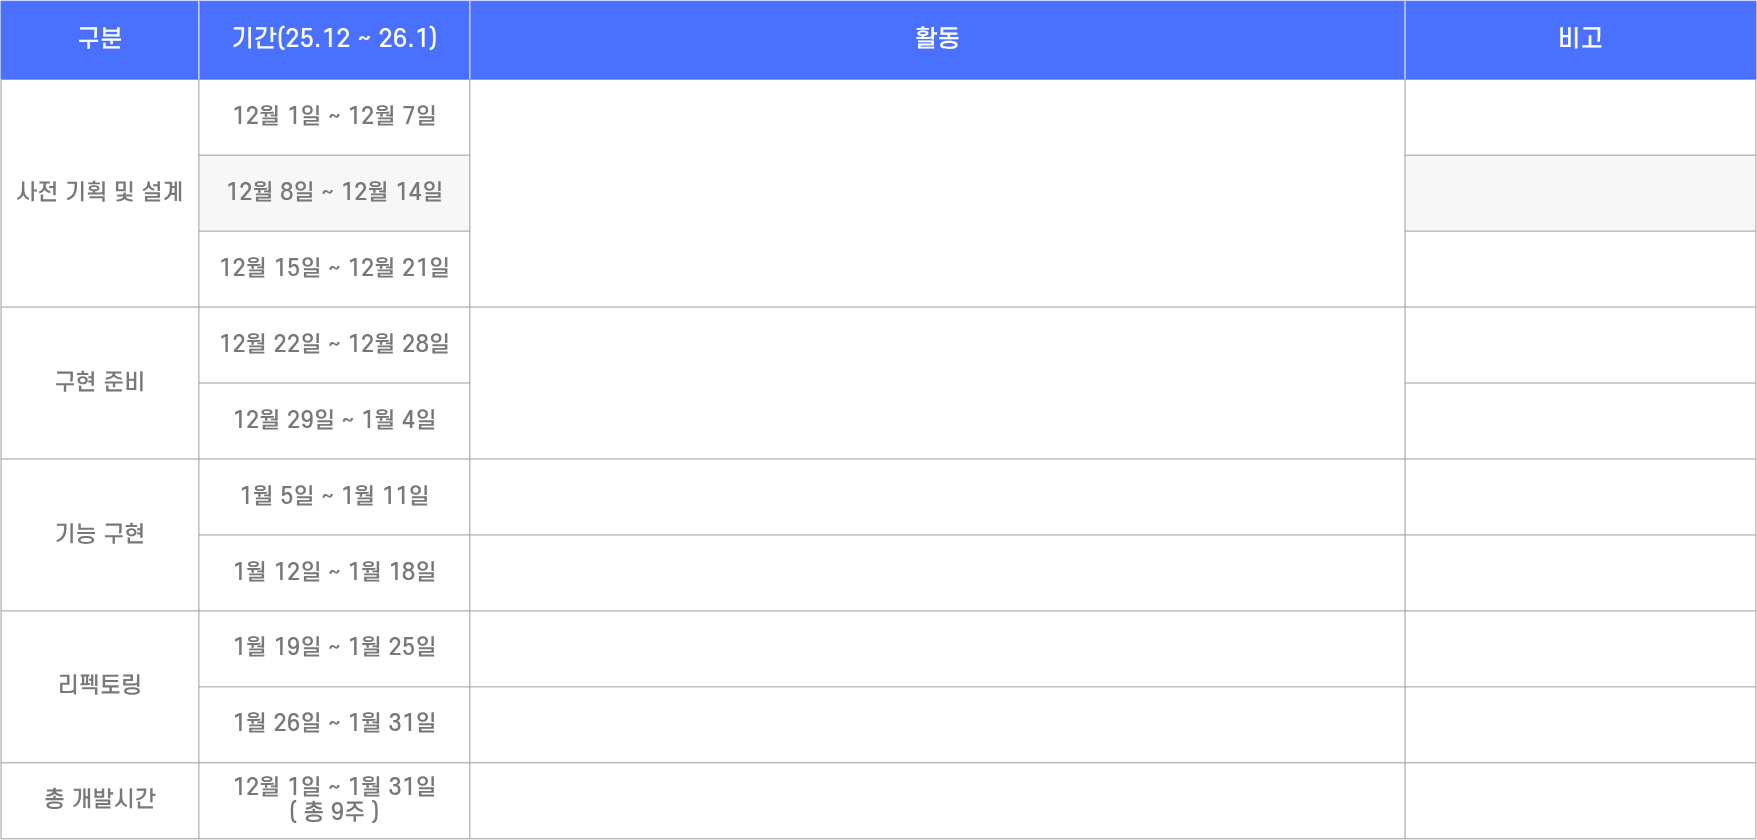 구분
기간(25.12 ~ 26.1)
활동
비고
사전 기획 및 설계
12월 1일 ~ 12월 7일
12월 8일 ~ 12월 14일
12월 15일 ~ 12월 21일
구현 준비
12월 22일 ~ 12월 28일
12월 29일 ~ 1월 4일
기능 구현
1월 5일 ~ 1월 11일
1월 12일 ~ 1월 18일
리펙토링
1월 19일 ~ 1월 25일
1월 26일 ~ 1월 31일
총 개발시간
12월 1일 ~ 1월 31일
( 총 9주 )